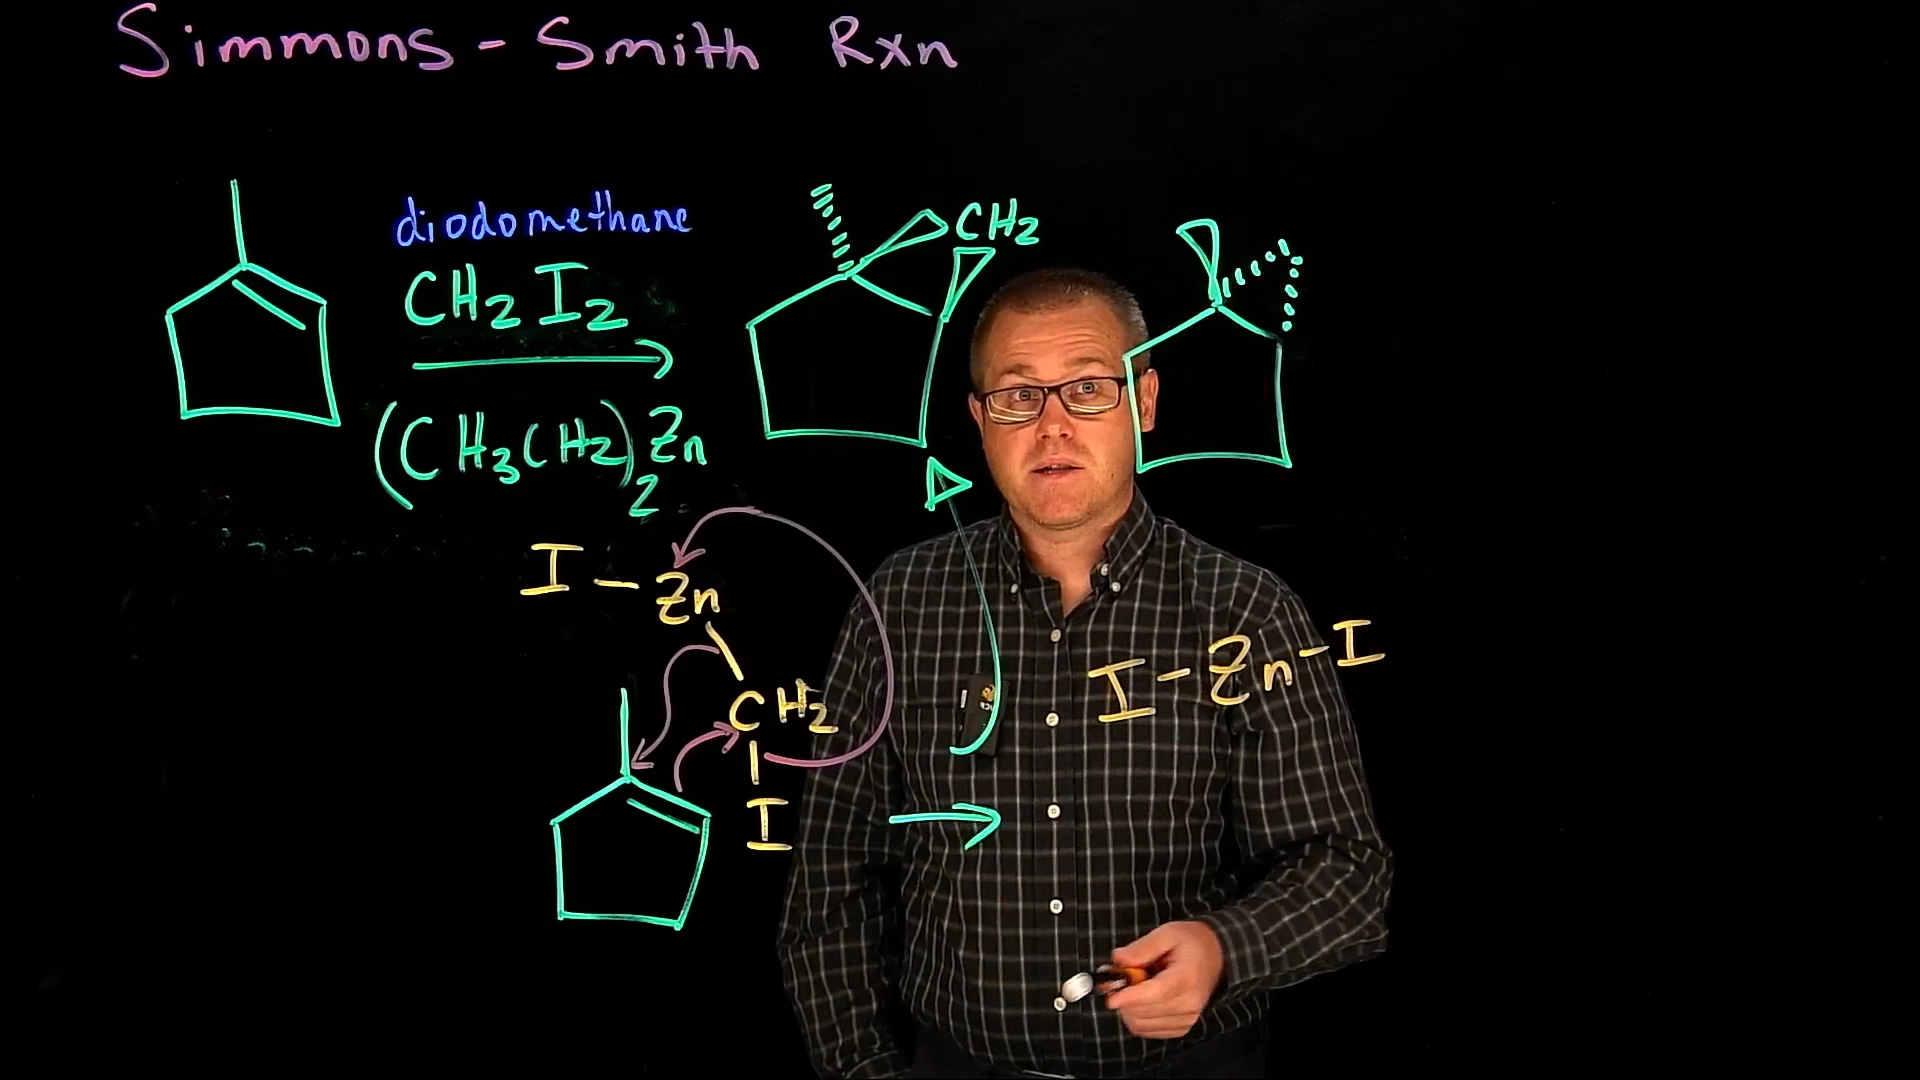 Simmons - Smith Rxn
diodomethane
CH2I2
(CH3CH2)2Zn
CH2
I-Zn
CH2
I
I-Zn-I